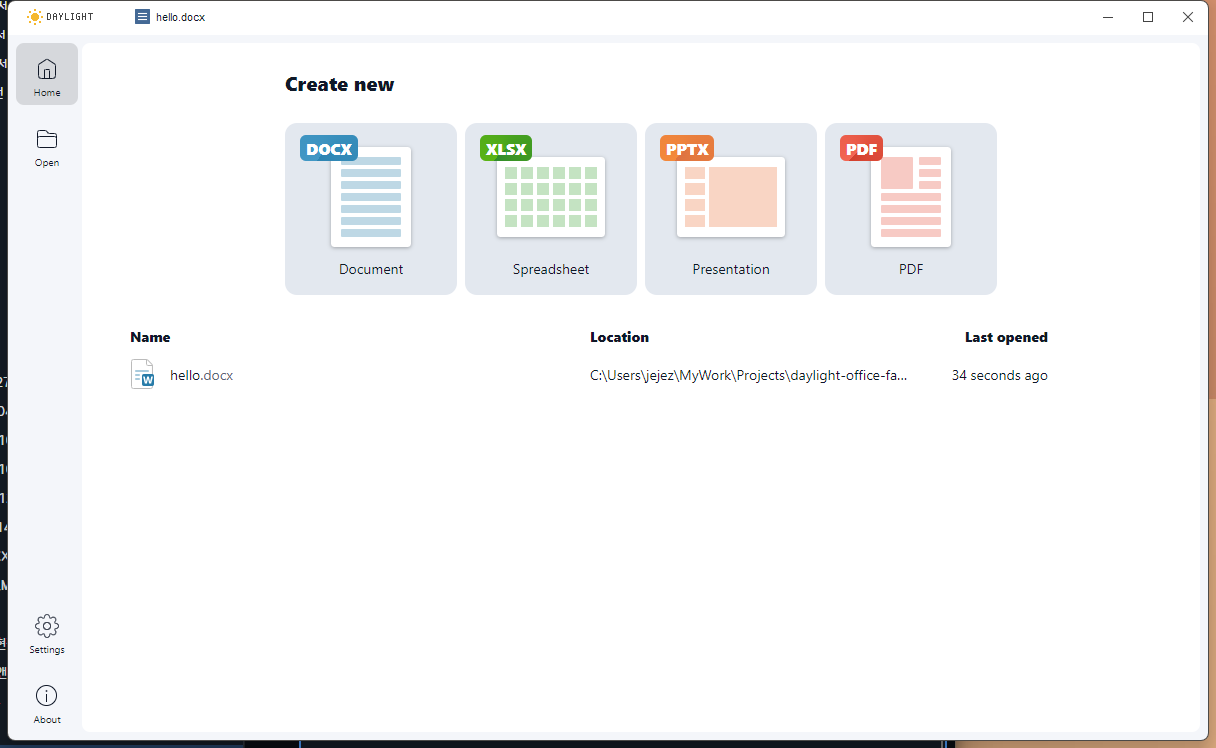 DAYLIGHT
hello.docx
Home
Open
Create new
DOCX
XLSX
PPTX
PDF
Document
Spreadsheet
Presentation
PDF
Name Location Last opened
hello.docx C:\Users\jejez\MyWork\Projects\daylight-office-fa... 34 seconds ago
Settings
About